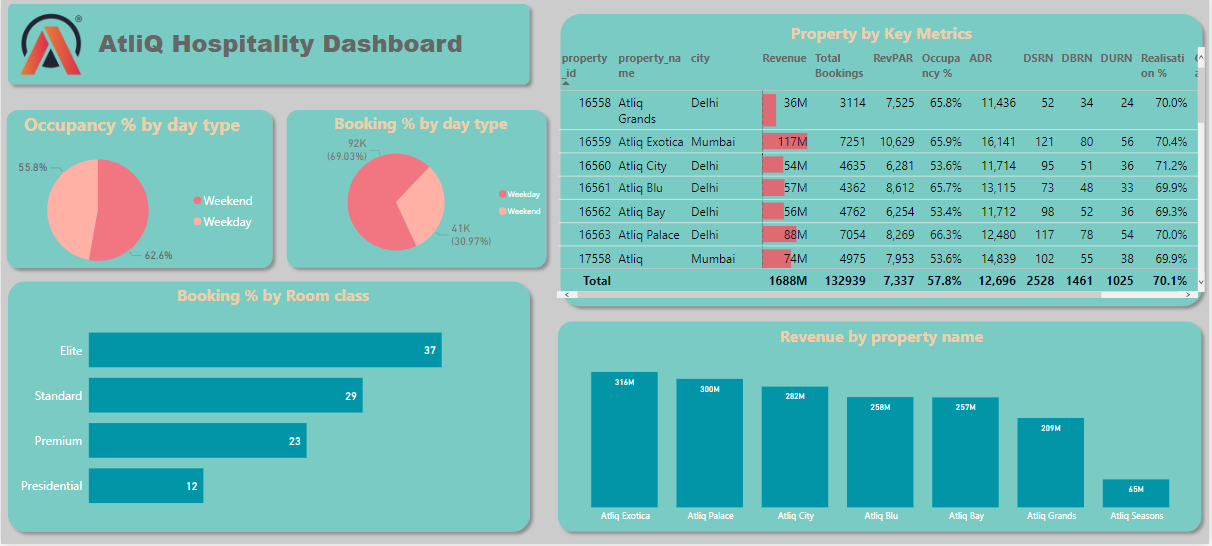 AtliQ Hospitality Dashboard
®
Occupancy % by day type
55.8%
62.6%
Weekend
Weekday
Booking % by day type
92K
(69.03%)
41K
(30.97%)
Weekday
Weekend
Booking % by Room class
Elite 37
Standard 29
Premium 23
Presidential 12
Property by Key Metrics
property property_na city Revenue Total RevPAR Occupa ADR DSRN DBRN DURN Realisati
_id me Bookings ncy % on %
16558 Atliq Delhi 36M 3114 7,525 65.8% 11,436 52 34 24 70.0%
Grands
16559 Atliq Exotica Mumbai 117M 7251 10,629 65.9% 16,141 121 80 56 70.4%
16560 Atliq City Delhi 54M 4635 6,281 53.4% 11,714 95 51 36 71.2%
16561 Atliq Blu Delhi 57M 4362 8,612 65.7% 13,115 73 48 33 69.9%
16562 Atliq Bay Delhi 56M 4762 6,254 53.4% 11,712 98 52 36 69.3%
16563 Atliq Palace Delhi 88M 7054 8,269 66.3% 12,480 117 78 54 70.0%
17558 Atliq Mumbai 74M 4975 7,953 53.6% 14,839 102 55 38 69.9%
Total 1688M 132939 7,337 57.8% 12,696 2528 1461 1025 70.1%
Revenue by property name
316M 300M 282M 258M 257M 209M 65M
Atliq Exotica Atliq Palace Atliq City Atliq Blu Atliq Bay Atliq Grands Atliq Seasons